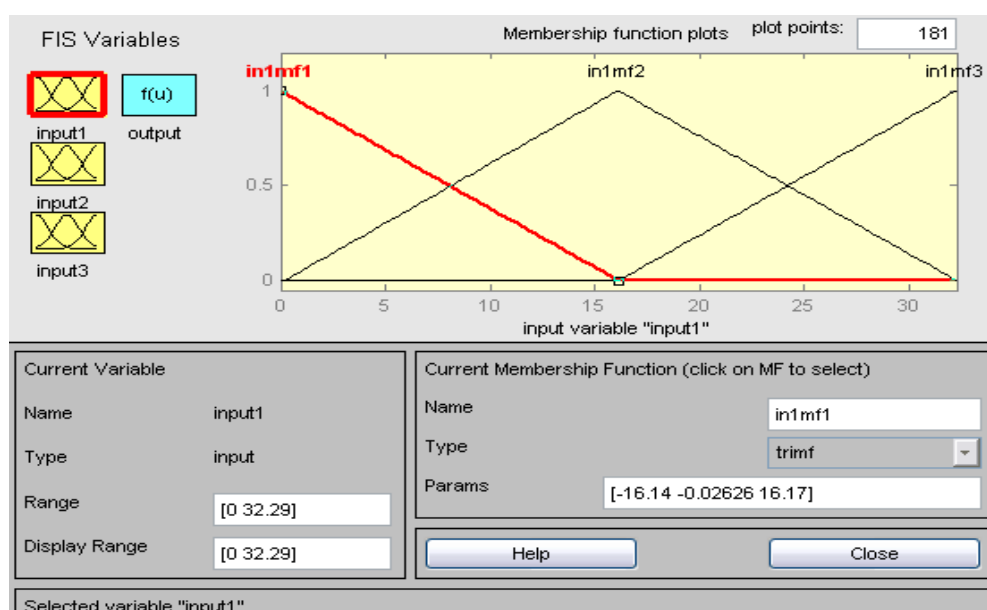 FIS Variables
Membership function plots
plot points:
181
f(u)
input1
output
input2
input3
in1mf1
in1mf2
in1mf3
1
0.5
0
0
5
10
15
20
25
30
input variable "input1"
Current Variable
Name
input1
Type
input
Range
[0 32.29]
Display Range
[0 32.29]
Current Membership Function (click on MF to select)
Name
in1mf1
Type
trimf
Params
[-16.14 -0.02626 16.17]
Help
Close
Selected variable "input1"